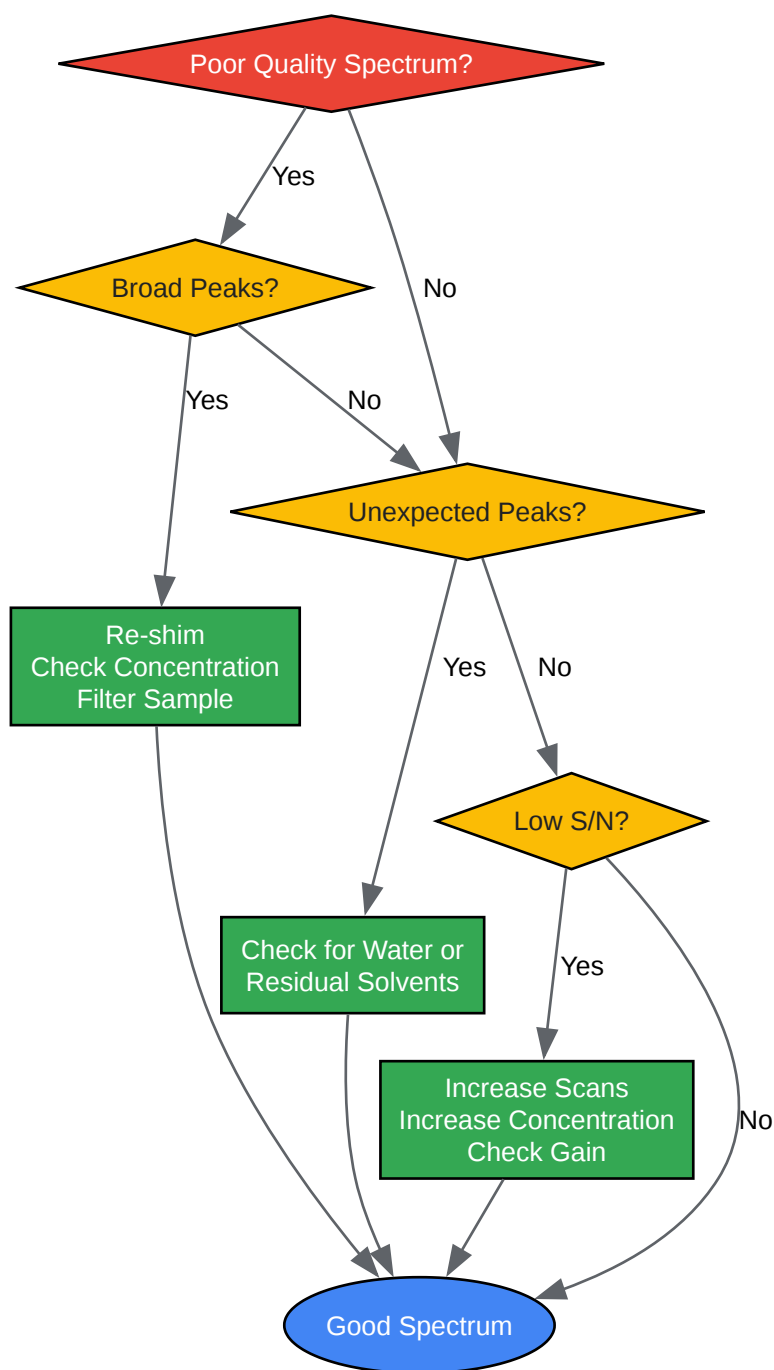 Poor Quality Spectrum?
Yes
Broad Peaks?
No
Yes
No
Unexpected Peaks?
Re-shim
Check Concentration
Filter Sample
Yes
No
Low S/N?
Check for Water or
Residual Solvents
Yes
Increase Scans
Increase Concentration
Check Gain
No
Good Spectrum